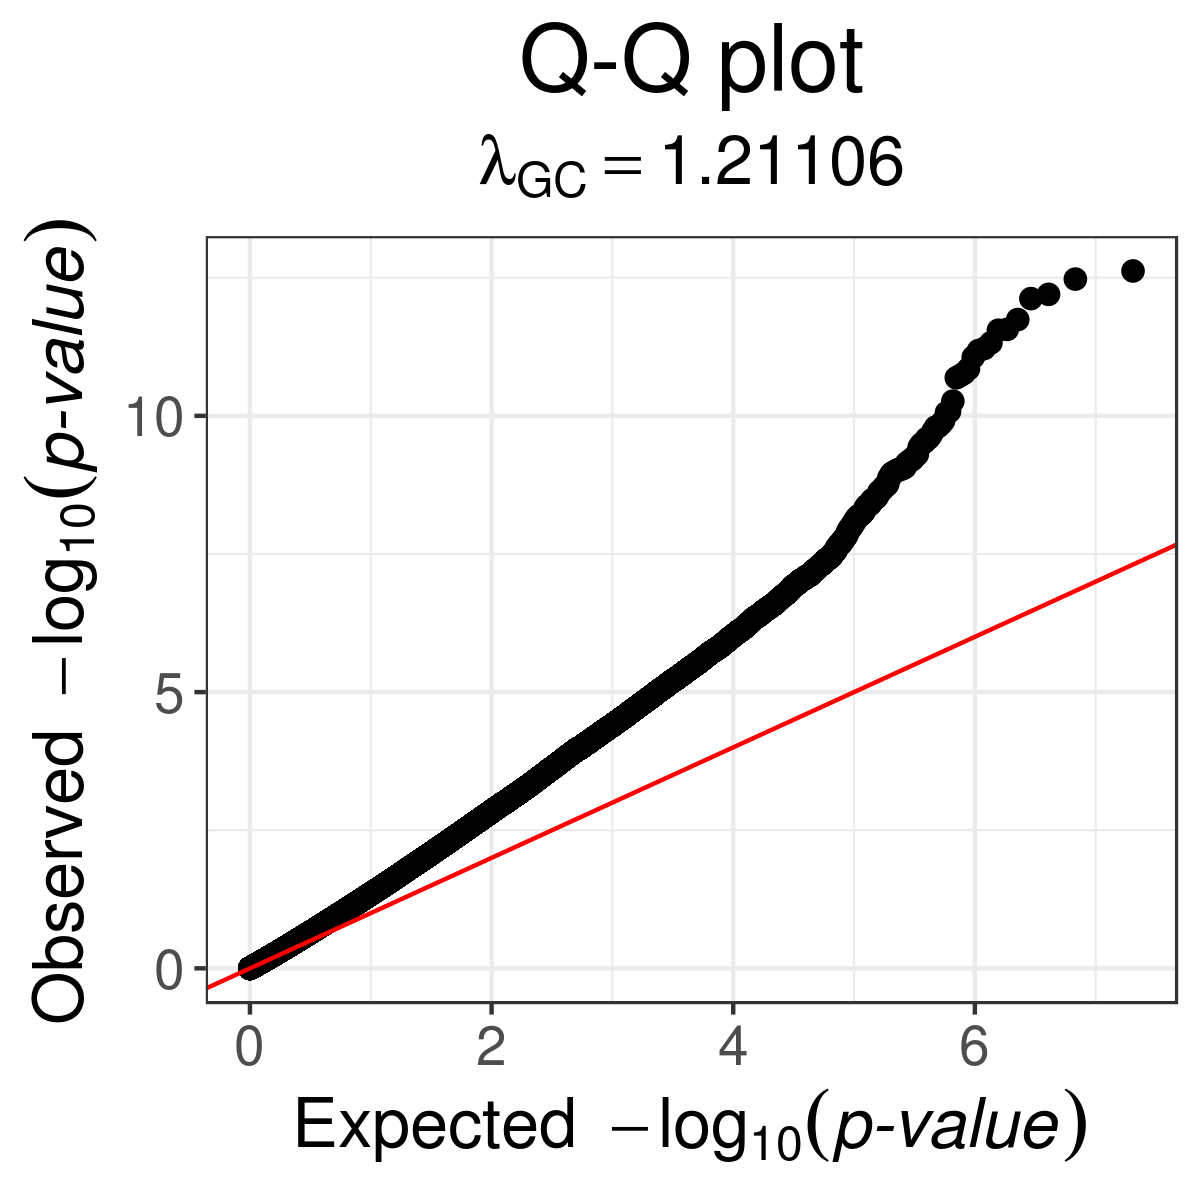 Q-Q plot
λGC = 1.21106
Observed −log10(p-value)
10
5
0
0 2 4 6
Expected −log10(p-value)